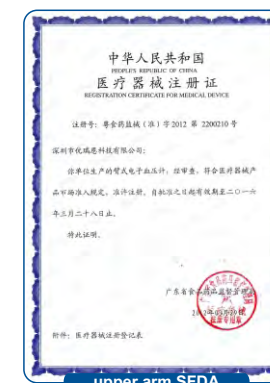 中华人民共和国
PEOPLE'S REPUBLIC OF CHINA
医疗器械注册证
REGISTRATION CERTIFICATE FOR MEDICAL DEVICE
注册号：粤食药监械（准）字2012 第 2200210 号
深圳市优瑞恩科技有限公司：
你单位生产的臂式电子血压计，经审查，符合医疗器械产
品市场准入规定，准许注册，自批准之日起有效期至二〇一六
年三月二十八日止。
特此证明。
广东省食品药品监督管理局
附件：医疗器械注册登记表
upper arm SFDA